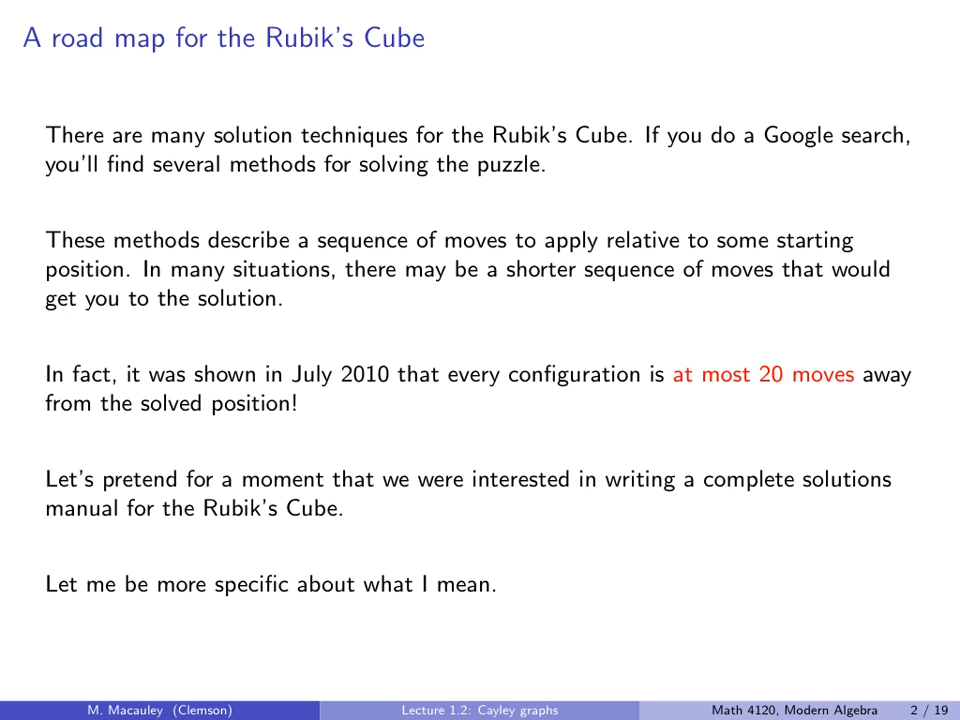 A road map for the Rubik's Cube
There are many solution techniques for the Rubik's Cube. If you do a Google search,
you'll find several methods for solving the puzzle.
These methods describe a sequence of moves to apply relative to some starting
position. In many situations, there may be a shorter sequence of moves that would
get you to the solution.
In fact, it was shown in July 2010 that every configuration is at most 20 moves away
from the solved position!
Let's pretend for a moment that we were interested in writing a complete solutions
manual for the Rubik's Cube.
Let me be more specific about what I mean.
M. Macauley (Clemson) Lecture 1.2: Cayley graphs Math 4120, Modern Algebra 2 / 19